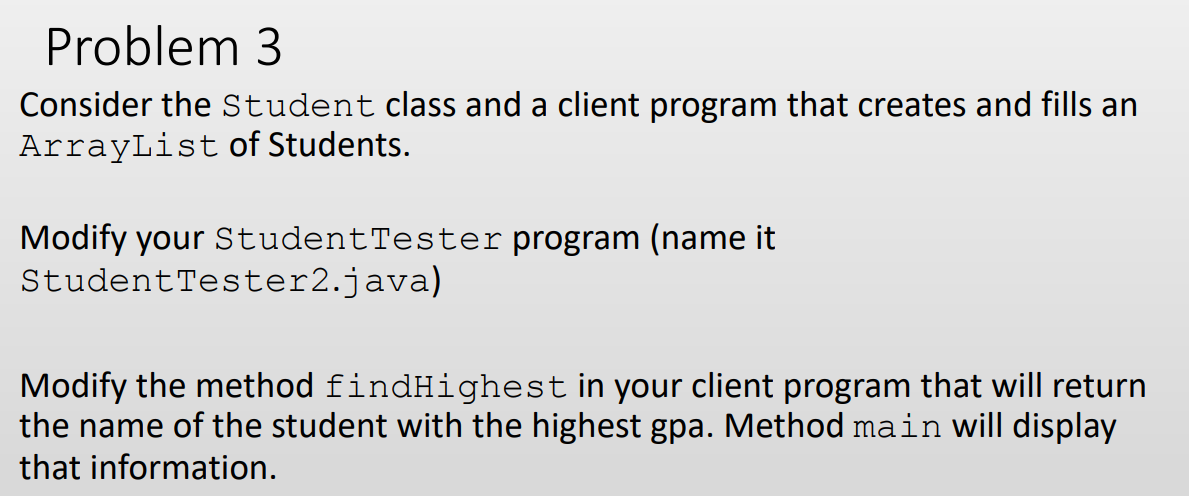 Problem 3
Consider the Student class and a client program that creates and fills an
ArrayList of Students.
Modify your StudentTester program (name it
StudentTester2.java)
Modify the method findHighest in your client program that will return
the name of the student with the highest gpa. Method main will display
that information.